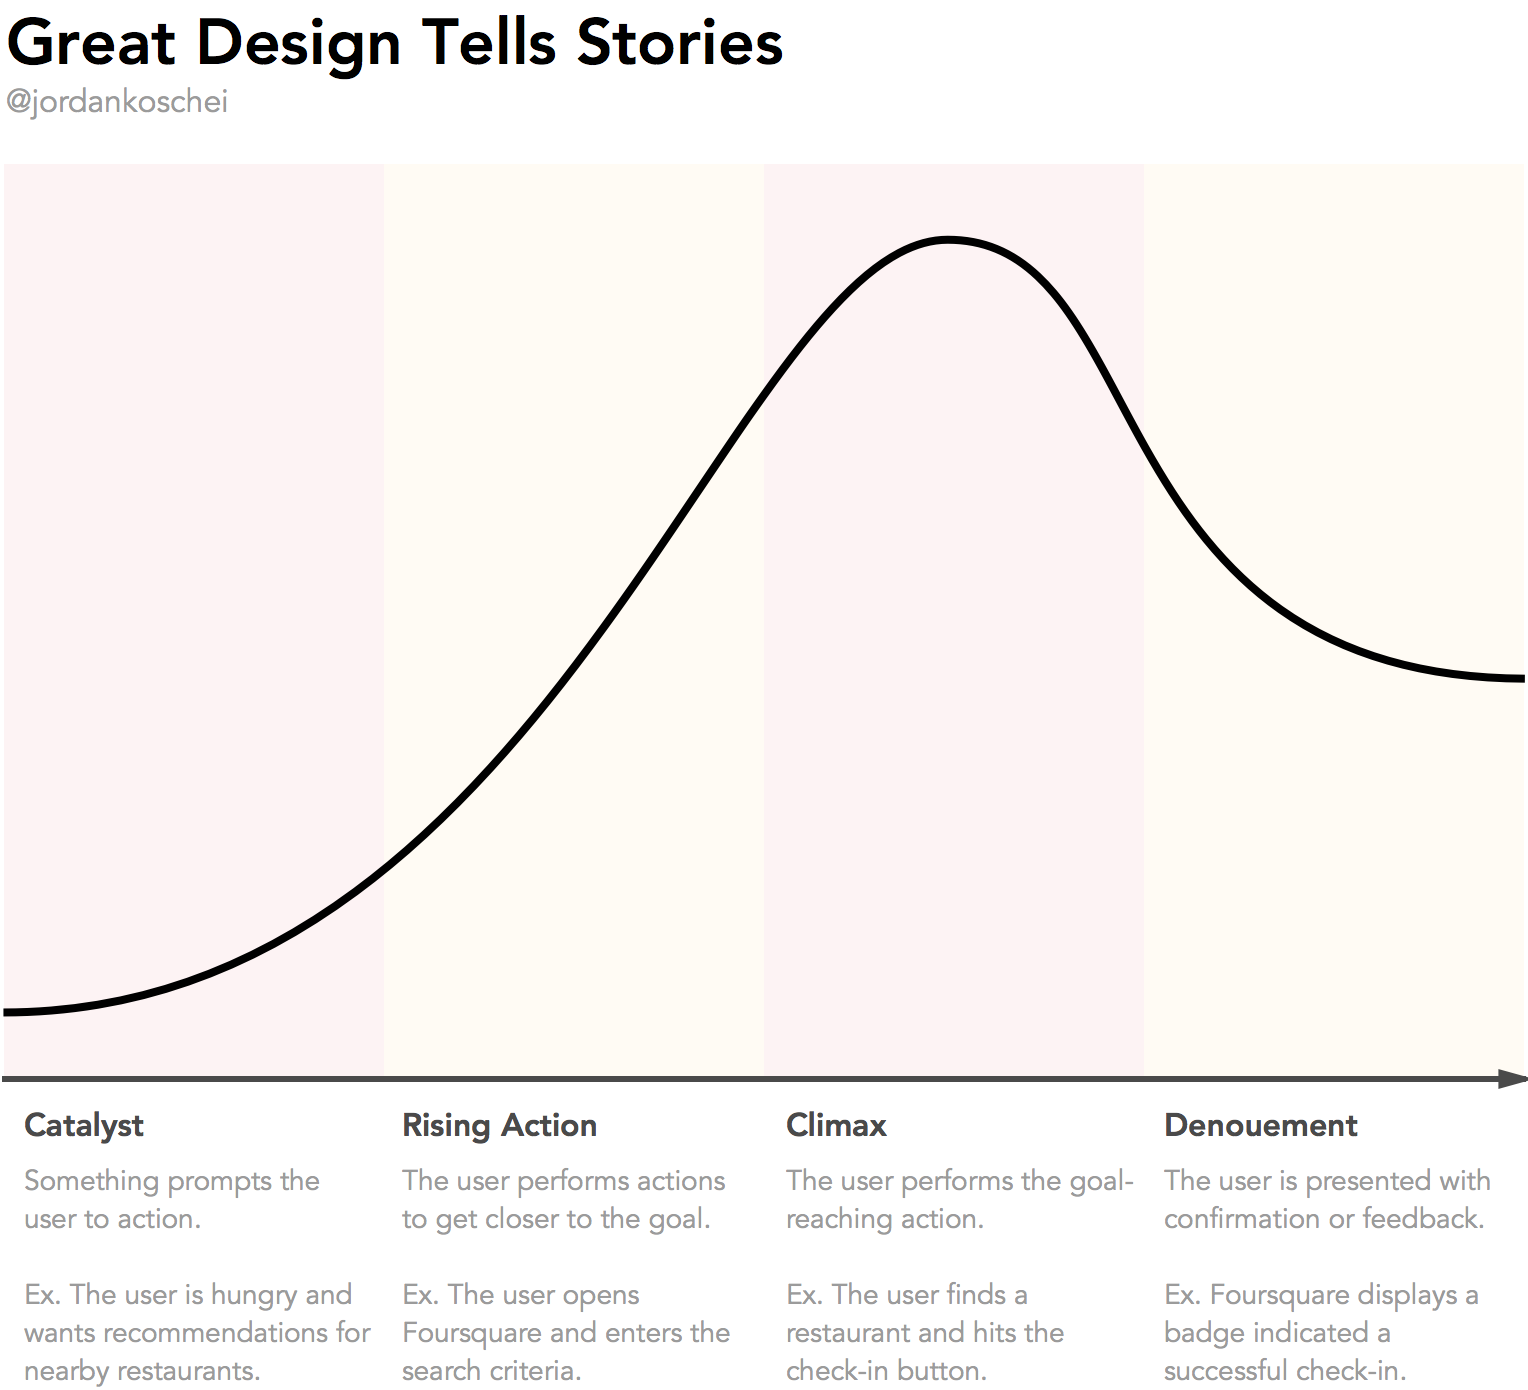 Great Design Tells Stories
@jordankoschei
Catalyst
Something prompts the
user to action.
Ex. The user is hungry and
wants recommendations for
nearby restaurants.
Rising Action
The user performs actions
to get closer to the goal.
Ex. The user opens
Foursquare and enters the
search criteria.
Climax
The user performs the goal-
reaching action.
Ex. The user finds a
restaurant and hits the
check-in button.
Denouement
The user is presented with
confirmation or feedback.
Ex. Foursquare displays a
badge indicated a
successful check-in.